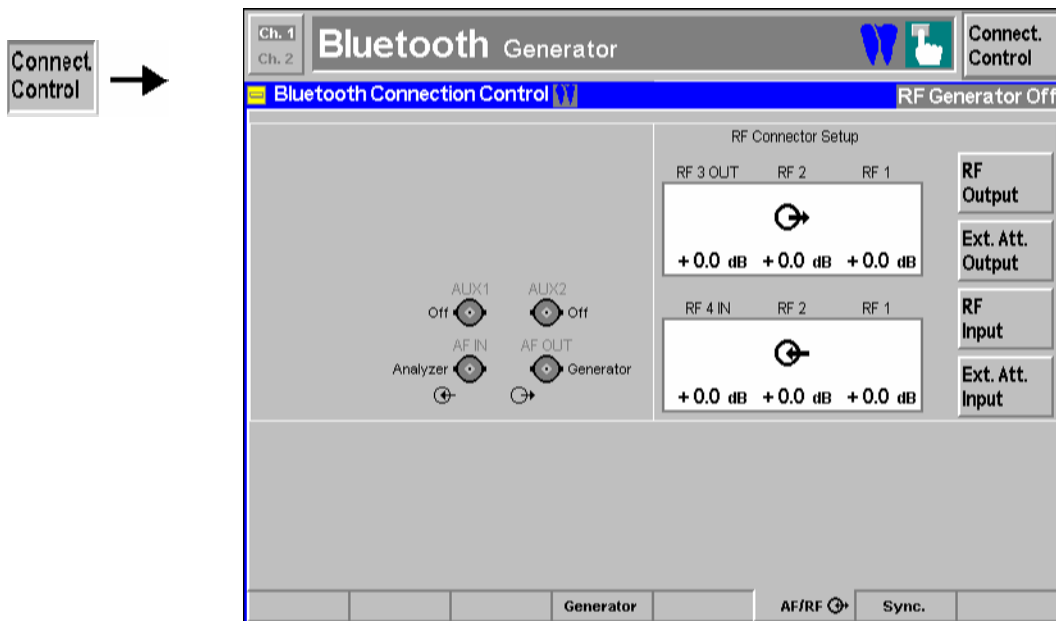 Connect.
Control
Ch. 1
Ch. 2
Bluetooth Generator
Connect.
Control
Bluetooth Connection Control
RF Generator Off
RF Connector Setup
RF 3 OUT RF 2 RF 1
+ 0.0 dB + 0.0 dB + 0.0 dB
RF
Output
Ext. Att.
Output
AUX1 AUX2
Off Off
AF IN AF OUT
Analyzer Generator
RF 4 IN RF 2 RF 1
+ 0.0 dB + 0.0 dB + 0.0 dB
RF
Input
Ext. Att.
Input
Generator AF/RF Sync.